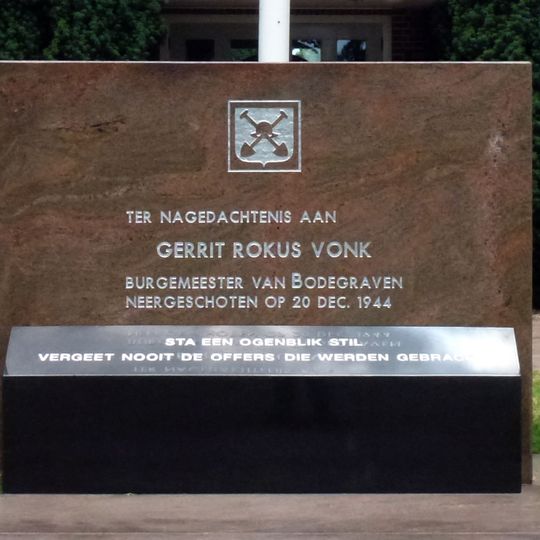 TER NAGEDACHTENIS AAN
GERRIT ROKUS VONK
BURGEMEESTER VAN BODEGRAVEN
NEERGESCHOTEN OP 20 DEC. 1944
STA EEN OGENBLIK STIL
VERGEET NOOIT DE OFFERS DIE WERDEN GEBRACHT